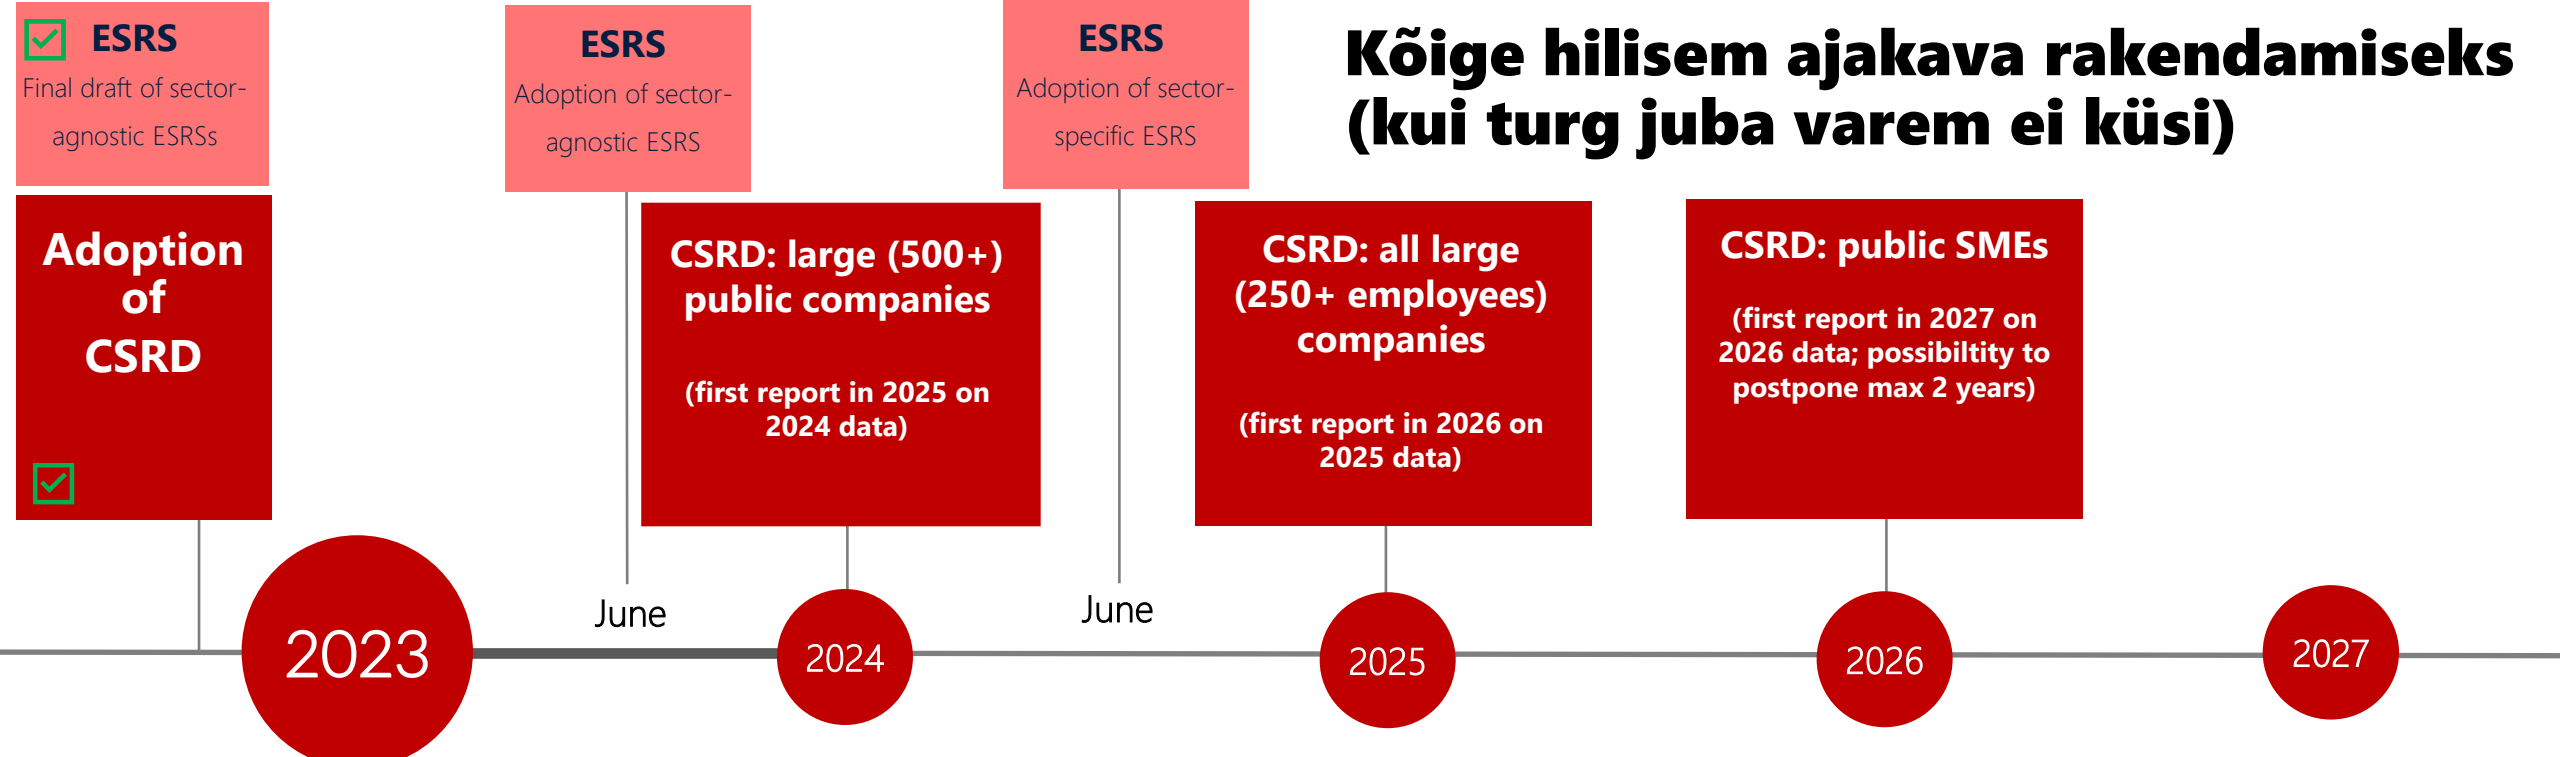 ESRS
Final draft of sector-
agnostic ESRSs
ESRS
Adoption of sector-
agnostic ESRS
ESRS
Adoption of sector-
specific ESRS
Kõige hilisem ajakava rakendamiseks
(kui turg juba varem ei küsi)
Adoption
of
CSRD
CSRD: large (500+)
public companies
(first report in 2025 on
2024 data)
CSRD: all large
(250+ employees)
companies
(first report in 2026 on
2025 data)
CSRD: public SMEs
(first report in 2027 on
2026 data; possibiltity to
postpone max 2 years)
June
June
2023
2024
2025
2026
2027